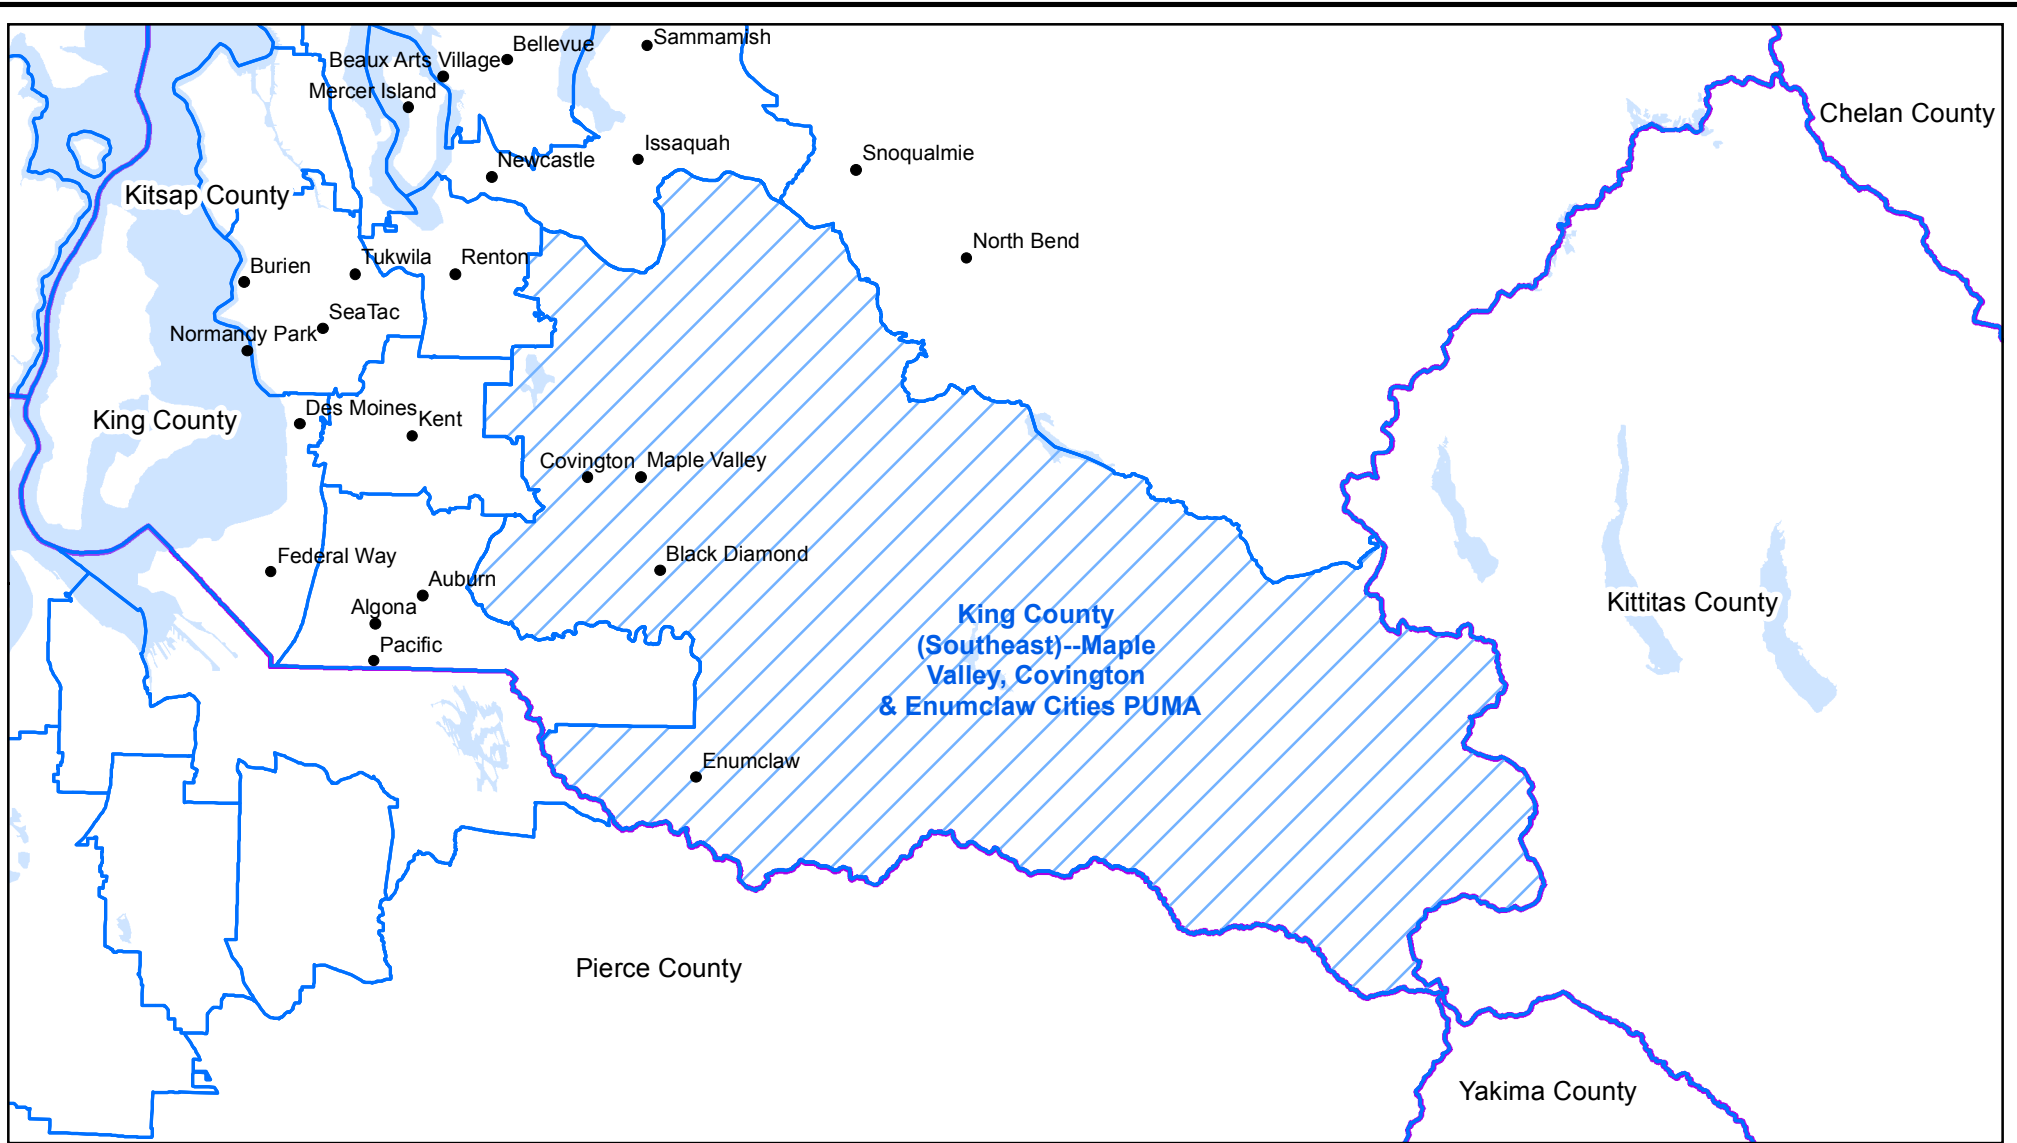 Sammamish
Bellevue
Beaux Arts Village
Mercer Island
Chelan County
Issaquah
Snoqualmie
Newcastle
Kitsap County
North Bend
Tukwila
Renton
Burien
SeaTac
Normandy Park
Des Moines
Kent
King County
Covington
Maple Valley
Federal Way
Black Diamond
Auburn
Algona
Pacific
Kittitas County
King County
(Southeast)--Maple
Valley, Covington
& Enumclaw Cities PUMA
Enumclaw
Pierce County
Yakima County